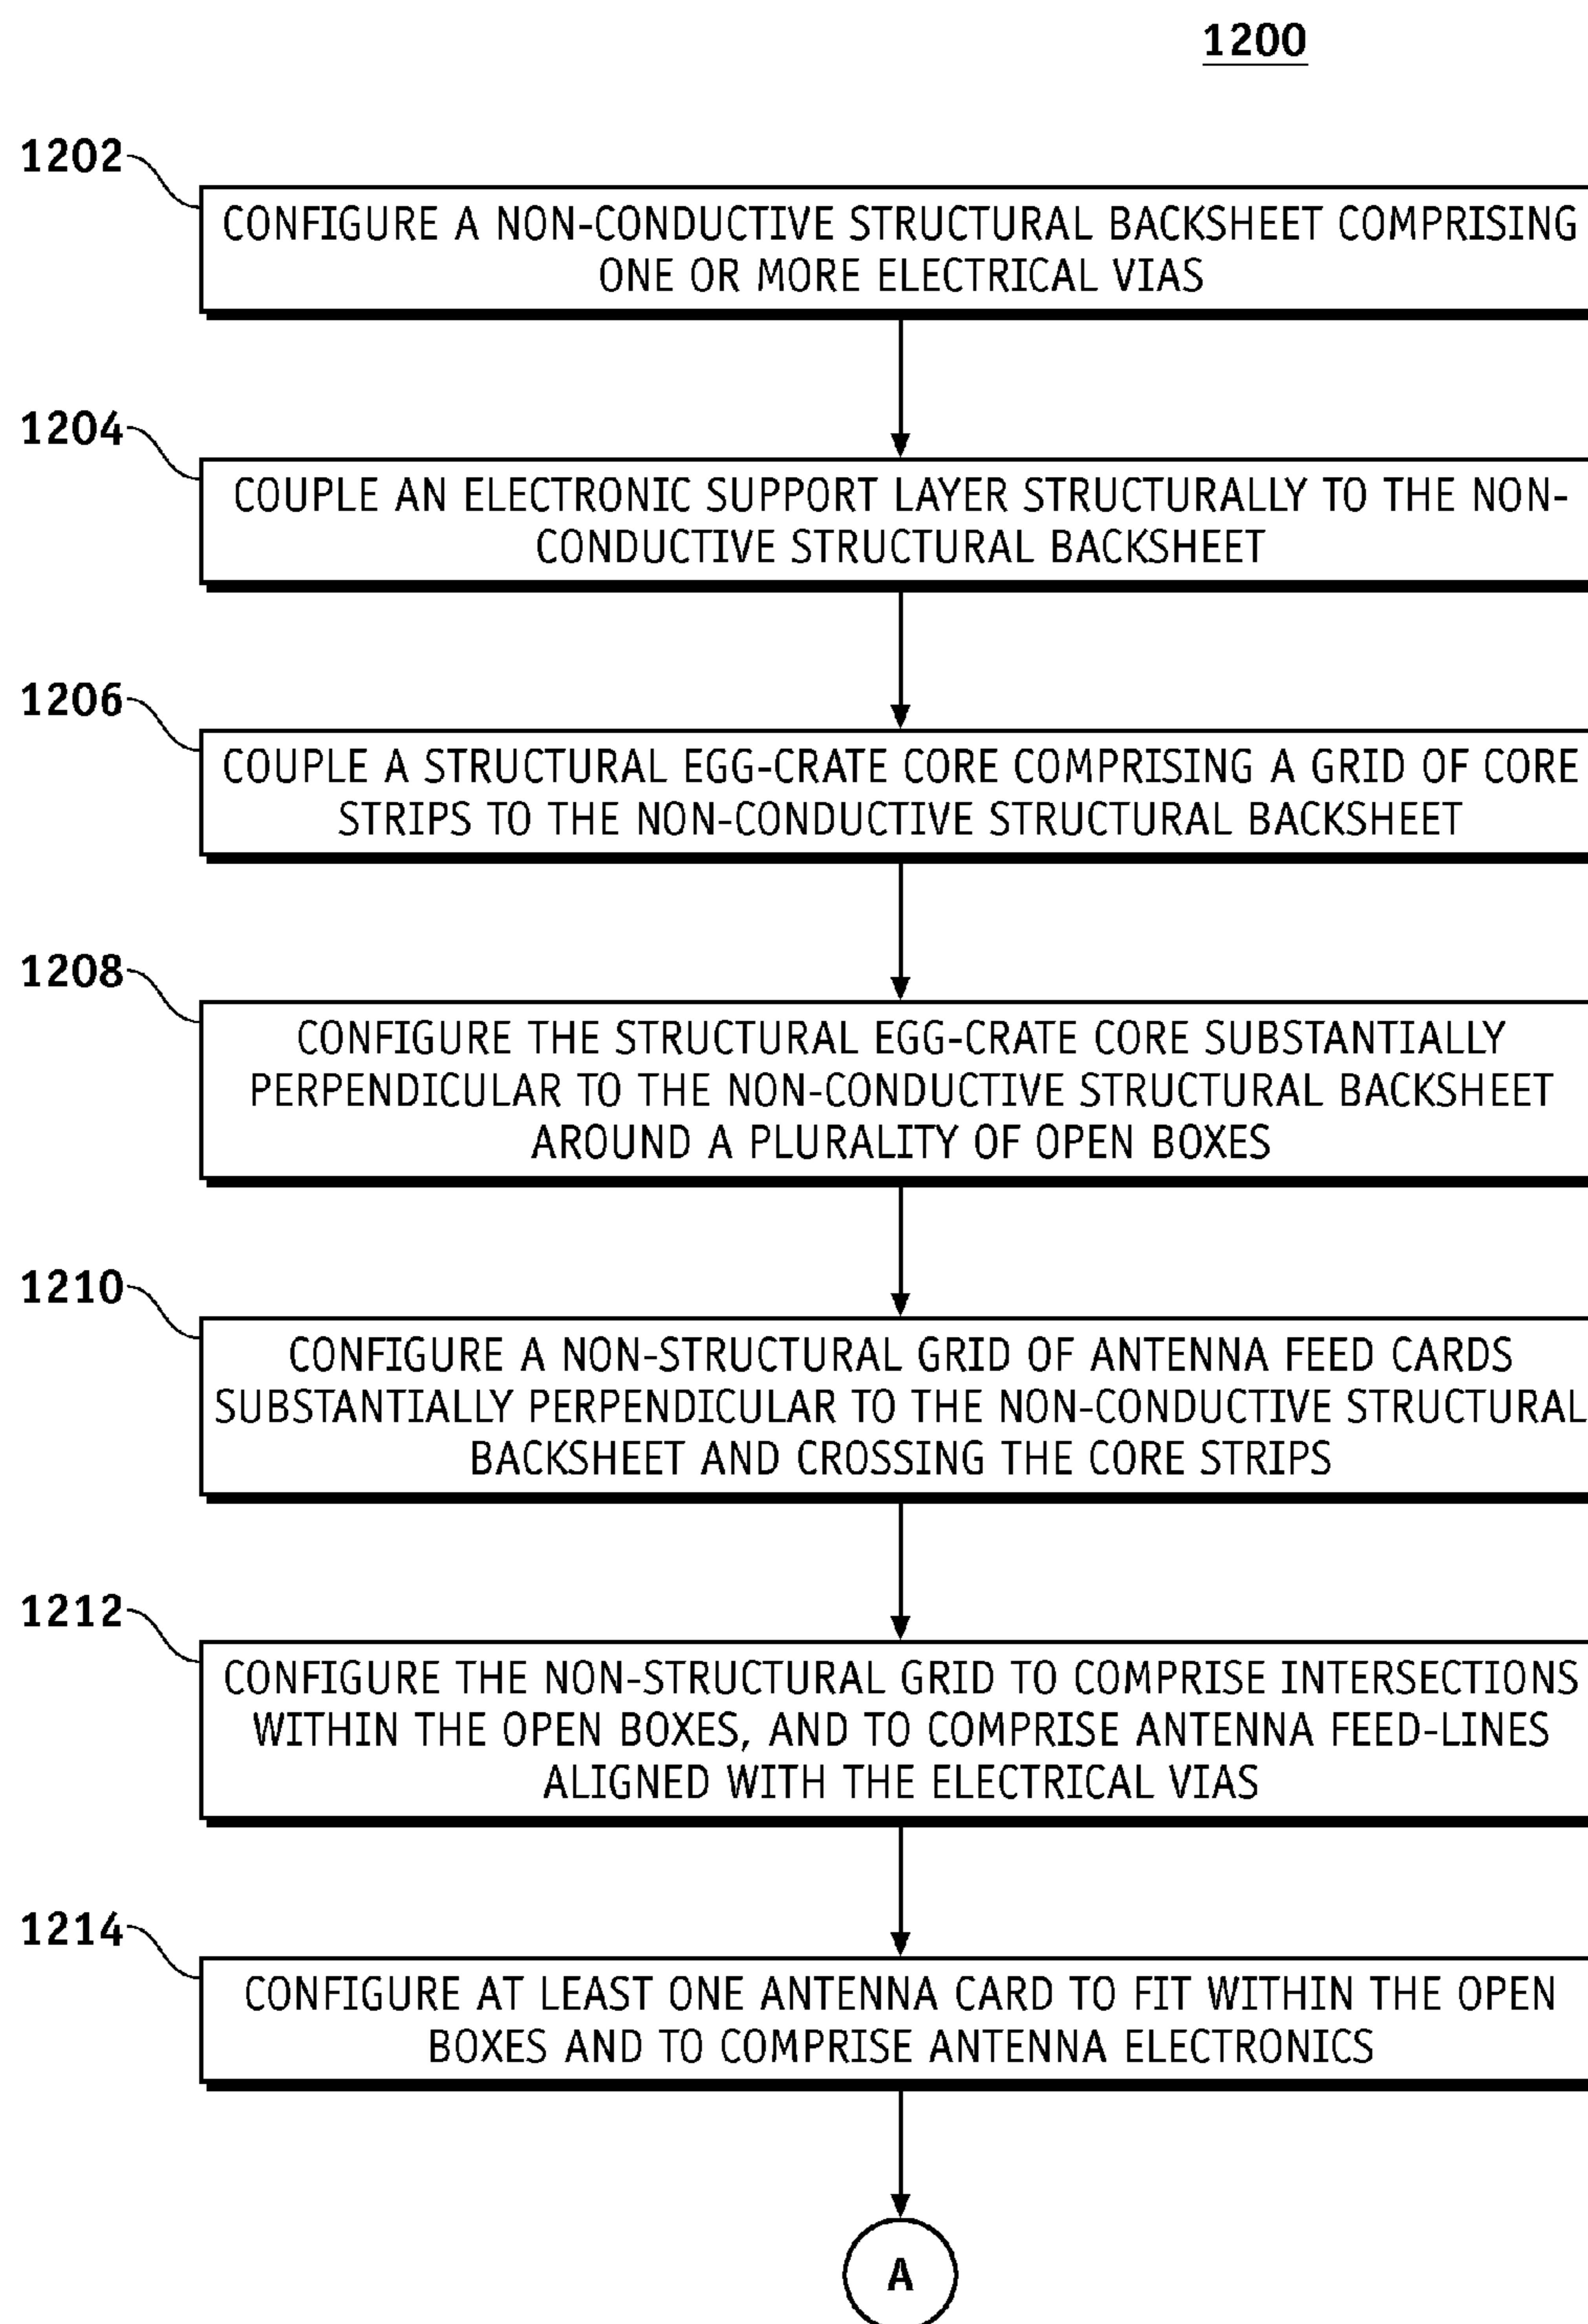 1200
1202
CONFIGURE A NON-CONDUCTIVE STRUCTURAL BACKSHEET COMPRISING
ONE OR MORE ELECTRICAL VIAS
1204
COUPLE AN ELECTRONIC SUPPORT LAYER STRUCTURALLY TO THE NON-
CONDUCTIVE STRUCTURAL BACKSHEET
1206
COUPLE A STRUCTURAL EGG-CRATE CORE COMPRISING A GRID OF CORE
STRIPS TO THE NON-CONDUCTIVE STRUCTURAL BACKSHEET
1208
CONFIGURE THE STRUCTURAL EGG-CRATE CORE SUBSTANTIALLY
PERPENDICULAR TO THE NON-CONDUCTIVE STRUCTURAL BACKSHEET
AROUND A PLURALITY OF OPEN BOXES
1210
CONFIGURE A NON-STRUCTURAL GRID OF ANTENNA FEED CARDS
SUBSTANTIALLY PERPENDICULAR TO THE NON-CONDUCTIVE STRUCTURAL
BACKSHEET AND CROSSING THE CORE STRIPS
1212
CONFIGURE THE NON-STRUCTURAL GRID TO COMPRISE INTERSECTIONS
WITHIN THE OPEN BOXES, AND TO COMPRISE ANTENNA FEED-LINES
ALIGNED WITH THE ELECTRICAL VIAS
1214
CONFIGURE AT LEAST ONE ANTENNA CARD TO FIT WITHIN THE OPEN
BOXES AND TO COMPRISE ANTENNA ELECTRONICS
A